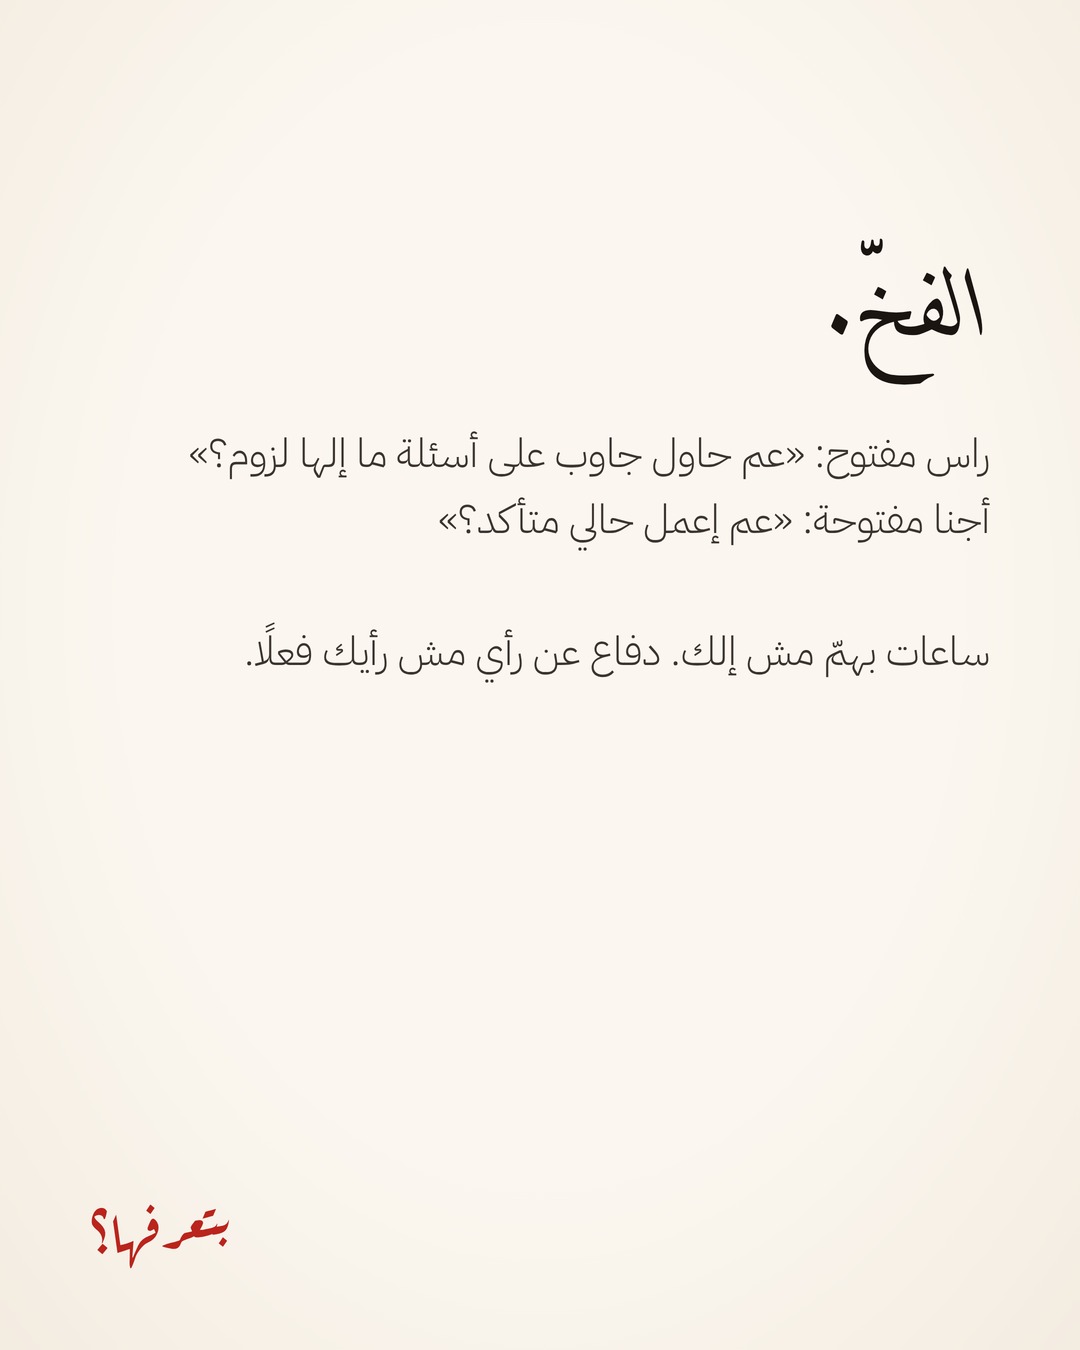 الفخّ.
راس مفتوح: «عم حاول جاوب على أسئلة ما إلها لزوم؟»
أجنا مفتوحة: «عم إعمل حالي متأكد؟»
ساعات بهمّ مش إلك. دفاع عن رأي مش رأيك فعلًا.
بتعرفها؟